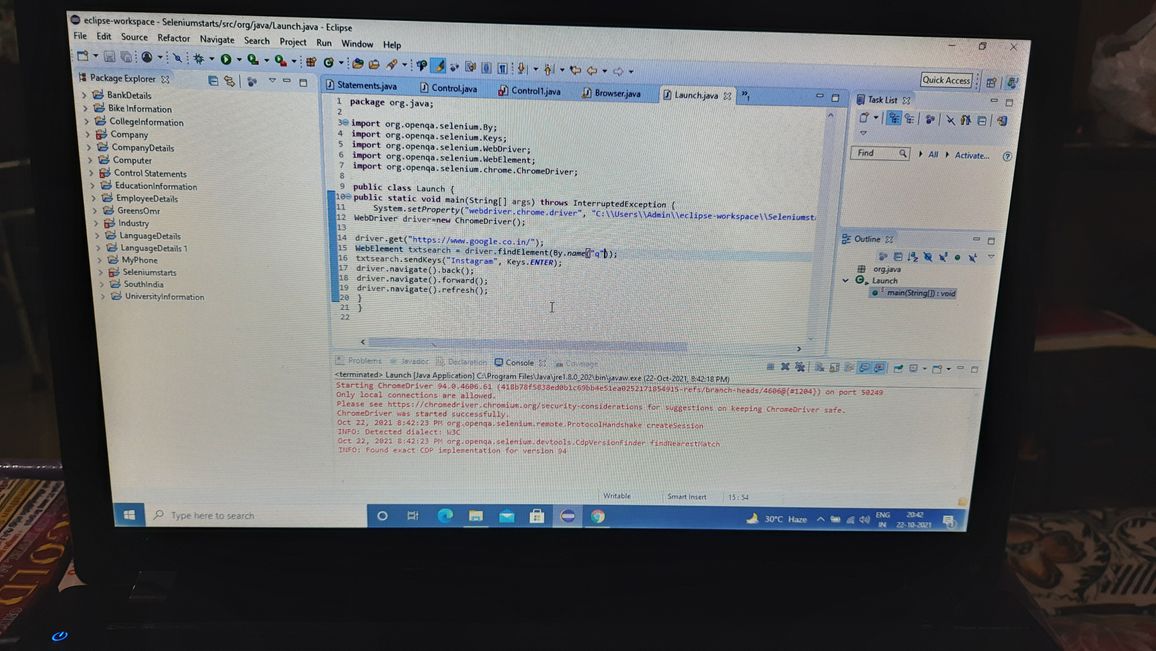 eclipse-workspace - Seleniumstarts/src/org/java/Launch.java - Eclipse
File Edit Source Refactor Navigate Search Project Run Window Help
Quick Access
Package Explorer
BankDetails
Bike Information
CollegeInformation
Company
CompanyDetails
Computer
Control Statements
EducationInformation
EmployeeDetails
GreensOmr
Industry
LanguageDetails
LanguageDetails 1
MyPhone
Seleniumstarts
SouthIndia
UniversityInformation
Statements.java Control.java Control1.java Browser.java Launch.java »1
1 package org.java;
2
3 import org.openqa.selenium.By;
4 import org.openqa.selenium.Keys;
5 import org.openqa.selenium.WebDriver;
6 import org.openqa.selenium.WebElement;
7 import org.openqa.selenium.chrome.ChromeDriver;
8
9 public class Launch {
10 public static void main(String[] args) throws InterruptedException {
11 System.setProperty("webdriver.chrome.driver", "C:\\Users\\Admin\\eclipse-workspace\\Seleniumst
12 WebDriver driver=new ChromeDriver();
13
14 driver.get("https://www.google.co.in/");
15 WebElement txtsearch = driver.findElement(By.name("q"));
16 txtsearch.sendKeys("Instagram", Keys.ENTER);
17 driver.navigate().back();
18 driver.navigate().forward();
19 driver.navigate().refresh();
20 }
21 }
22
Task List
Find All Activate...
Outline
org.java
Launch
main(String[]) : void
Problems Javadoc Declaration Console Coverage
<terminated> Launch [Java Application] C:\Program Files\Java\jre1.8.0_202\bin\javaw.exe (22-Oct-2021, 8:42:18 PM)
Starting ChromeDriver 94.0.4606.61 on port 50249
Only local connections are allowed.
Please see https://chromedriver.chromium.org/security-considerations for suggestions on keeping ChromeDriver safe.
ChromeDriver was started successfully.
Oct 22, 2021 8:42:23 PM org.openqa.selenium.remote.ProtocolHandshake createSession
INFO: Detected dialect: W3C
Oct 22, 2021 8:42:23 PM org.openqa.selenium.devtools.CdpVersionFinder findNearestMatch
INFO: Found exact CDP implementation for version 94
Writable Smart Insert 15 : 54
Type here to search
30°C Haze
ENG
IN
20:42
22-10-2021
OLD